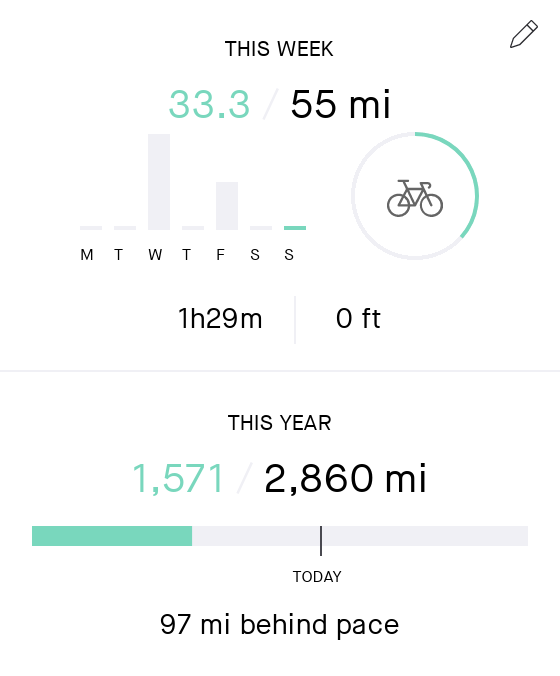 THIS WEEK
33.3 / 55 mi
M T W T F S S
1h29m 0 ft
THIS YEAR
1,571 / 2,860 mi
TODAY
97 mi behind pace